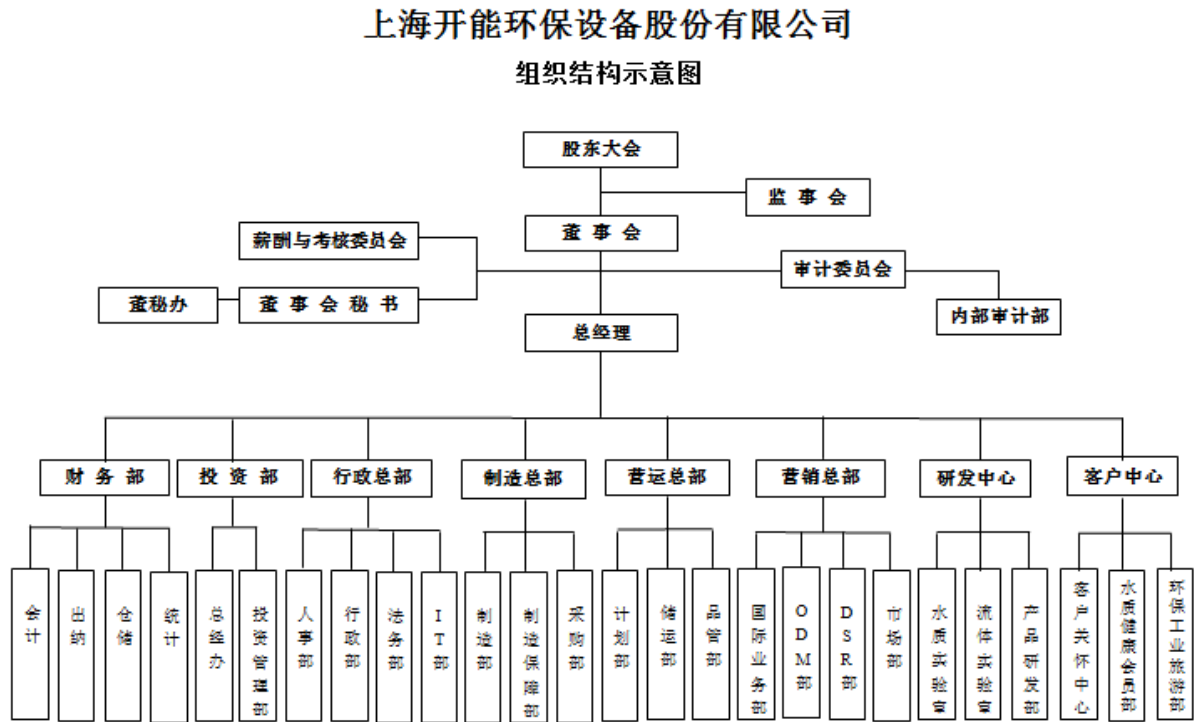 上海开能环保设备股份有限公司
组织结构示意图
股东大会
监 事 会
董 事 会
薪酬与考核委员会
审计委员会
董秘办
董 事 会 秘 书
内部审计部
总经理
财 务 部
投 资 部
行政总部
制造总部
营运总部
营销总部
研发中心
客户中心
会计
出纳
仓储
统计
总经办
投资管理部
人事部
行政部
法务部
IT部
制造部
制造保障部
采购部
计划部
储运部
品管部
国际业务部
ODM部
DSR部
市场部
水质实验室
流体实验室
产品研发部
客户关怀中心
水质健康会员部
环保工业旅游部